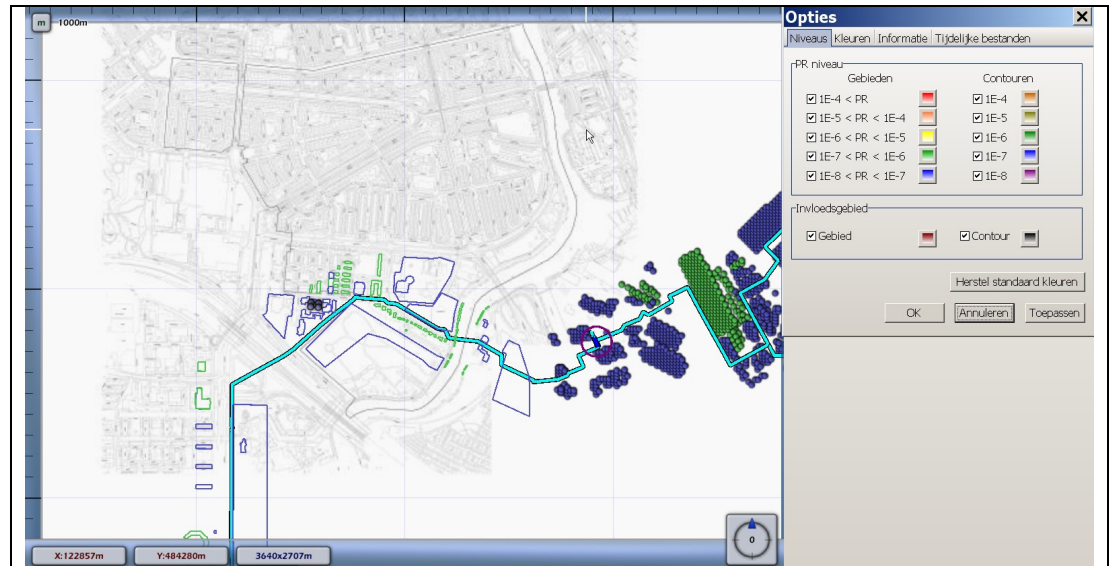 m
1000m
Opties
Niveaus Kleuren Informatie Tijdelijke bestanden
PR niveau
Gebieden Contouren
1E-4 < PR 1E-4
1E-5 < PR < 1E-4 1E-5
1E-6 < PR < 1E-5 1E-6
1E-7 < PR < 1E-6 1E-7
1E-8 < PR < 1E-7 1E-8
Invloedsgebied
Gebied Contour
Herstel standaard kleuren
OK Annuleren Toepassen
0
X:122857m Y:484280m 3640x2707m